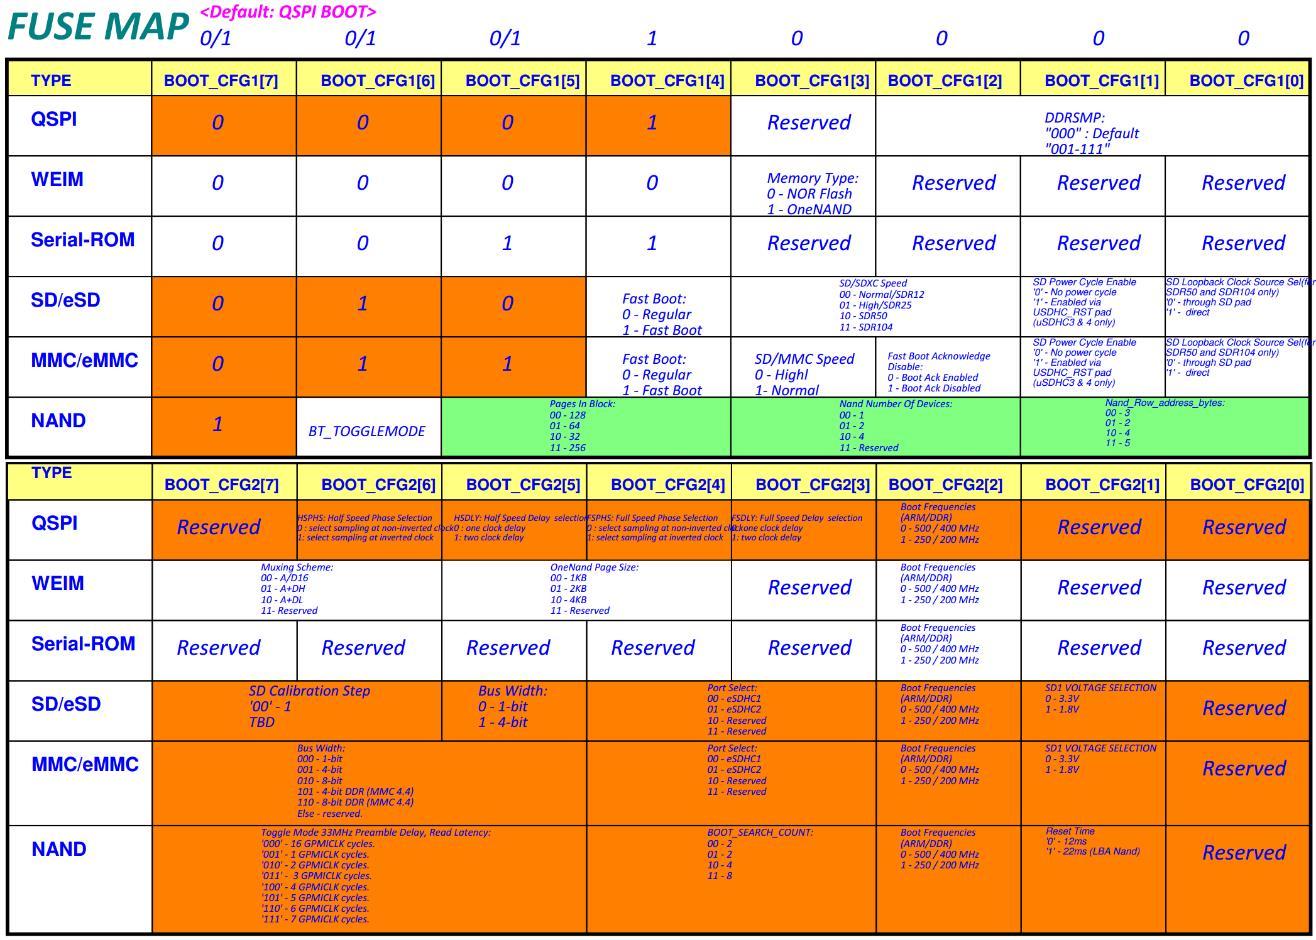 FUSE MAP
<Default: QSPI BOOT>
0/1 0/1 0/1 1 0 0 0 0
TYPE BOOT_CFG1[7] BOOT_CFG1[6] BOOT_CFG1[5] BOOT_CFG1[4] BOOT_CFG1[3] BOOT_CFG1[2] BOOT_CFG1[1] BOOT_CFG1[0]
QSPI 0 0 0 1 Reserved
DDRSMP:
"000" : Default
"001-111"
WEIM 0 0 0 0
Memory Type:
0 - NOR Flash
1 - OneNAND
Reserved Reserved Reserved
Serial-ROM 0 0 1 1 Reserved Reserved Reserved Reserved
SD/eSD 0 1 0
Fast Boot:
0 - Regular
1 - Fast Boot
SD/SDXC Speed
00 - Normal/SDR12
01 - High/SDR25
10 - SDR50
11 - SDR104
SD Power Cycle Enable
'0' - No power cycle
'1' - Enabled via
USDHC_RST pad
(uSDHC3 & 4 only)
SD Loopback Clock Source Sel(for
SDR50 and SDR104 only)
'0' - through SD pad
'1' - direct
MMC/eMMC 0 1 1
Fast Boot:
0 - Regular
1 - Fast Boot
SD/MMC Speed
0 - Highl
1- Normal
Fast Boot Acknowledge
Disable:
0 - Boot Ack Enabled
1 - Boot Ack Disabled
SD Power Cycle Enable
'0' - No power cycle
'1' - Enabled via
USDHC_RST pad
(uSDHC3 & 4 only)
SD Loopback Clock Source Sel(for
SDR50 and SDR104 only)
'0' - through SD pad
'1' - direct
NAND 1 BT_TOGGLEMODE
Pages In Block:
00 - 128
01 - 64
10 - 32
11 - 256
Nand Number Of Devices:
00 - 1
01 - 2
10 - 4
11 - Reserved
Nand_Row_address_bytes:
00 - 3
01 - 2
10 - 4
11 - 5
TYPE BOOT_CFG2[7] BOOT_CFG2[6] BOOT_CFG2[5] BOOT_CFG2[4] BOOT_CFG2[3] BOOT_CFG2[2] BOOT_CFG2[1] BOOT_CFG2[0]
QSPI Reserved
HSPHS: Half Speed Phase Selection
0 : select sampling at non-inverted clock
1: select sampling at inverted clock
HSDLY: Half Speed Delay selection
0 : one clock delay
1: two clock delay
FSPHS: Full Speed Phase Selection
0 : select sampling at non-inverted clock
1: select sampling at inverted clock
FSDLY: Full Speed Delay selection
0: one clock delay
1: two clock delay
Boot Frequencies
(ARM/DDR)
0 - 500 / 400 MHz
1 - 250 / 200 MHz
Reserved Reserved
WEIM
Muxing Scheme:
00 - A/D16
01 - A+DH
10 - A+DL
11- Reserved
OneNand Page Size:
00 - 1KB
01 - 2KB
10 - 4KB
11 - Reserved
Reserved
Boot Frequencies
(ARM/DDR)
0 - 500 / 400 MHz
1 - 250 / 200 MHz
Reserved Reserved
Serial-ROM Reserved Reserved Reserved Reserved Reserved
Boot Frequencies
(ARM/DDR)
0 - 500 / 400 MHz
1 - 250 / 200 MHz
Reserved Reserved
SD/eSD
SD Calibration Step
'00' - 1
TBD
Bus Width:
0 - 1-bit
1 - 4-bit
Port Select:
00 - eSDHC1
01 - eSDHC2
10 - Reserved
11 - Reserved
Boot Frequencies
(ARM/DDR)
0 - 500 / 400 MHz
1 - 250 / 200 MHz
SD1 VOLTAGE SELECTION
0 - 3.3V
1 - 1.8V
Reserved
MMC/eMMC
Bus Width:
000 - 1-bit
001 - 4-bit
010 - 8-bit
101 - 4-bit DDR (MMC 4.4)
110 - 8-bit DDR (MMC 4.4)
Else - reserved.
Port Select:
00 - eSDHC1
01 - eSDHC2
10 - Reserved
11 - Reserved
Boot Frequencies
(ARM/DDR)
0 - 500 / 400 MHz
1 - 250 / 200 MHz
SD1 VOLTAGE SELECTION
0 - 3.3V
1 - 1.8V
Reserved
NAND
Toggle Mode 33MHz Preamble Delay, Read Latency:
'000' - 16 GPMICLK cycles.
'001' - 1 GPMICLK cycles.
'010' - 2 GPMICLK cycles.
'011' - 3 GPMICLK cycles.
'100' - 4 GPMICLK cycles.
'101' - 5 GPMICLK cycles.
'110' - 6 GPMICLK cycles.
'111' - 7 GPMICLK cycles.
BOOT_SEARCH_COUNT:
00 - 2
01 - 2
10 - 4
11 - 8
Boot Frequencies
(ARM/DDR)
0 - 500 / 400 MHz
1 - 250 / 200 MHz
Reset Time
'0' - 12ms
'1' - 22ms (LBA Nand)
Reserved